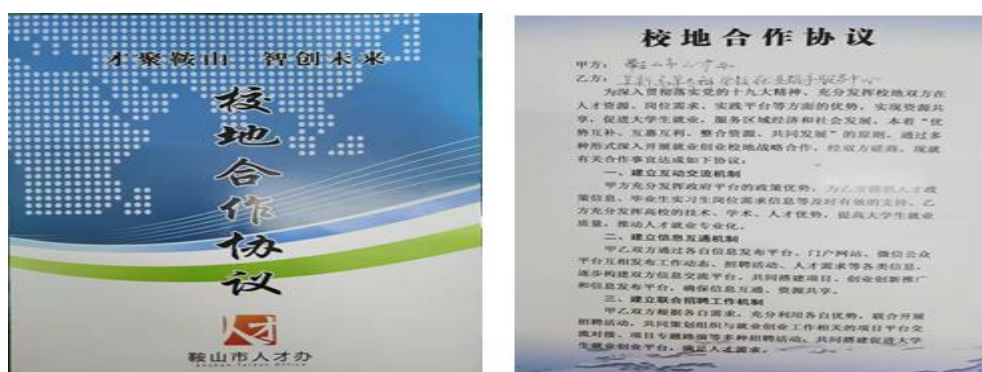 才聚鞍山 智创未来
校地合作协议
人才
鞍山市人才办
校地合作协议
甲方：鞍山市人才办
乙方：
为深入贯彻落实党的十九大精神、充分发挥校地双方在
人才资源、岗位需求、实践平台等方面的优势，实现资源共
享，促进大学生就业，服务区域经济和社会发展，本着“优
势互补、互惠互利、整合资源、共同发展”的原则，通过多
种形式深入开展就业创业校地战略合作，经双方磋商，现就
有关合作事宜达成如下协议：
一、建立互动交流机制
甲方充分发挥政府平台的政策优势，为乙方提供人才政
策信息、毕业生实习生岗位需求信息等及时有效的支持。乙
方充分发挥高校的技术、学术、人才优势，提高大学生就业
质量，推动人才就业专业化。
二、建立信息互通机制
甲乙双方通过各自信息发布平台、门户网站、微信公众
平台互相发布工作动态、招聘活动、人才需求等各类信息，
逐步构建双方信息交流平台，共同搭建项目、创业创新推广
和信息发布平台，确保信息互通、资源共享。
三、建立联合招聘工作机制
甲乙双方根据各自需求，充分利用各自优势，联合开展
招聘活动，共同策划组织与就业创业工作相关的项目平台交
流对接、项目专题路演等多种招聘活动，共同搭建促进大学
生就业创业平台，满足人才需求。